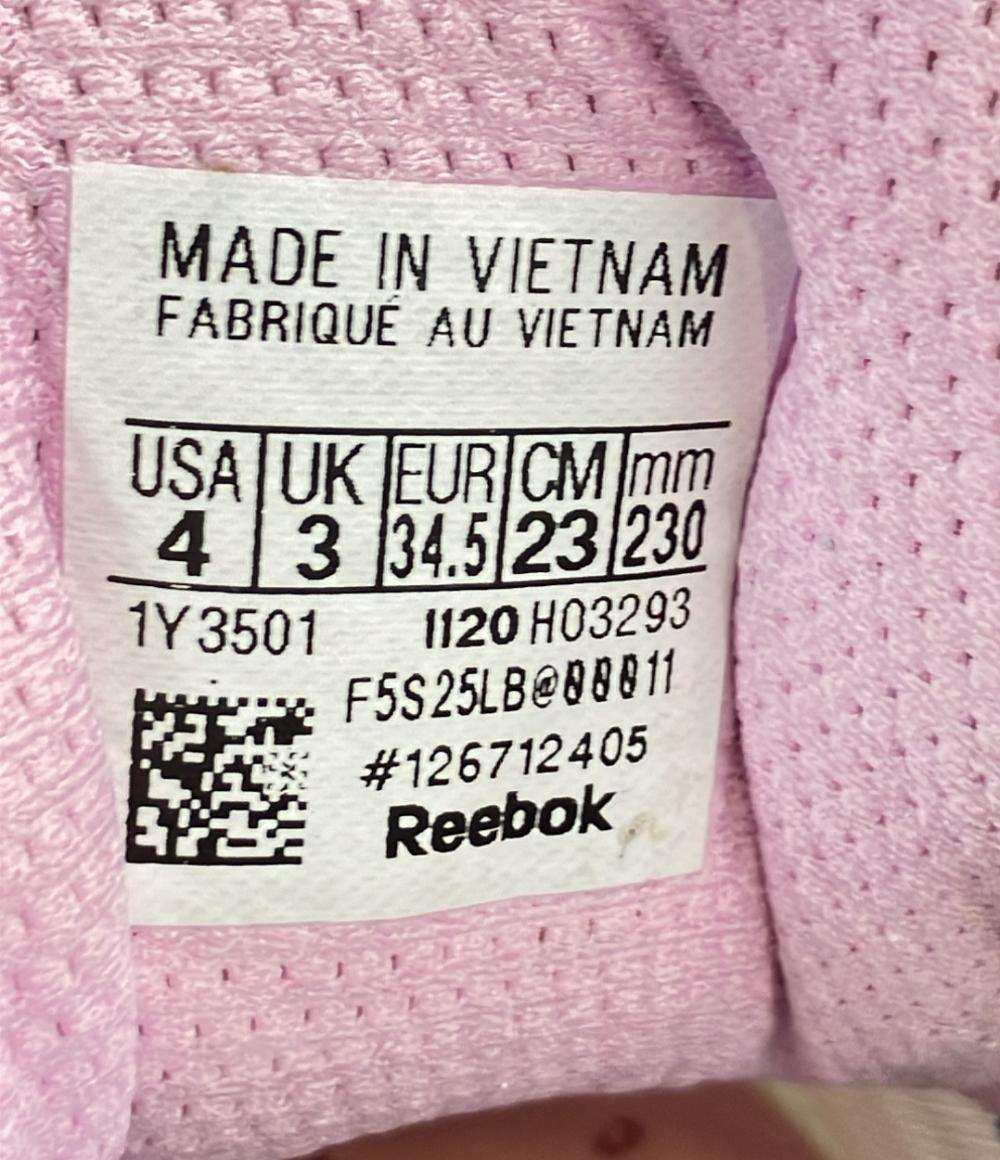 MADE IN VIETNAM
FABRIQUÉ AU VIETNAM
USA UK EUR CM mm
4 3 34.5 23 230
1Y3501 1120 H03293
#126712405
Reebok